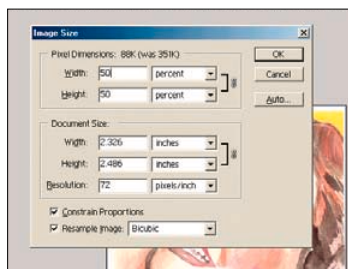 Image Size
Pixel Dimensions: 88K (was 351K)
OK
Width: 50 percent
Cancel
Height: 50 percent
Auto...
Document Size:
Width: 2.326 inches
Height: 2.486 inches
Resolution: 72 pixels/inch
Constrain Proportions
Resample Image: Bicubic